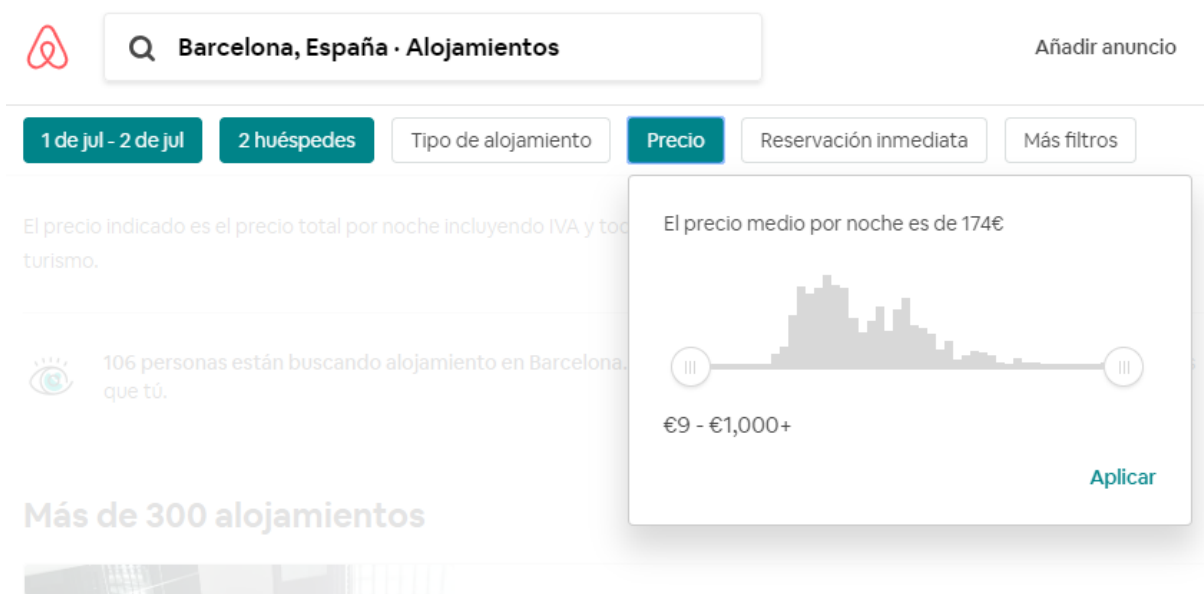 Barcelona, España · Alojamientos
Añadir anuncio
1 de jul - 2 de jul
2 huéspedes
Tipo de alojamiento
Precio
Reservación inmediata
Más filtros
El precio indicado es el precio total por noche incluyendo IVA y
turismo.
El precio medio por noche es de 174€
106 personas están buscando alojamiento en Barcelona.
que tú.
€9 - €1,000+
Aplicar
Más de 300 alojamientos